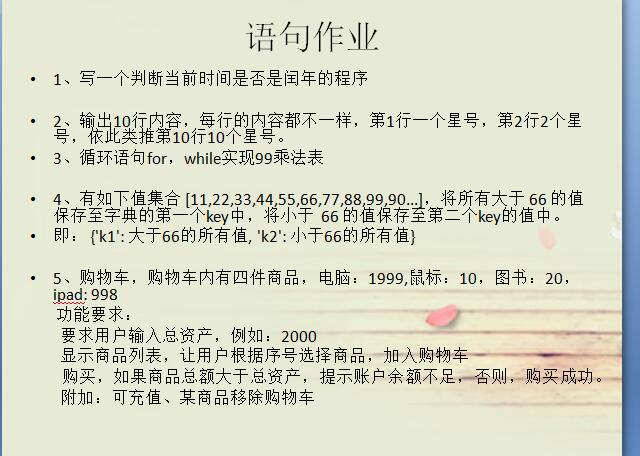 语句作业
• 1、写一个判断当前时间是否是闰年的程序
• 2、输出10行内容，每行的内容都不一样，第1行一个星号，第2行2个星
号，依此类推第10行10个星号。
• 3、循环语句for，while实现99乘法表
• 4、有如下值集合 [11,22,33,44,55,66,77,88,99,90...]，将所有大于 66 的值
保存至字典的第一个key中，将小于 66 的值保存至第二个key的值中。
• 即： {'k1': 大于66的所有值, 'k2': 小于66的所有值}
• 5、购物车，购物车内有四件商品，电脑：1999,鼠标：10，图书：20，
ipad: 998
功能要求：
要求用户输入总资产，例如：2000
显示商品列表，让用户根据序号选择商品，加入购物车
购买，如果商品总额大于总资产，提示账户余额不足，否则，购买成功。
附加：可充值、某商品移除购物车